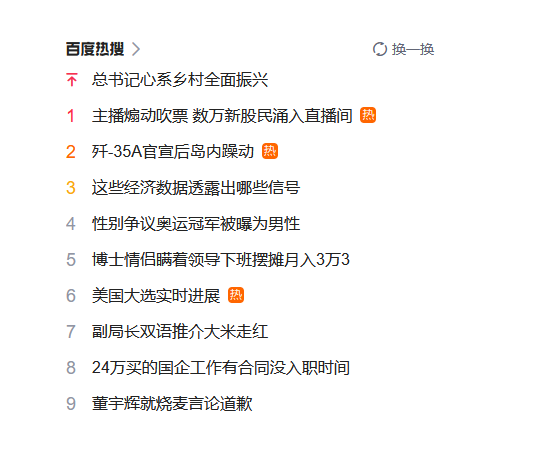 百度热搜 换一换
总书记心系乡村全面振兴
1 主播煽动吹票 数万新股民涌入直播间 热
2 歼-35A官宣后岛内躁动 热
3 这些经济数据透露出哪些信号
4 性别争议奥运冠军被曝为男性
5 博士情侣瞒着领导下班摆摊月入3万3
6 美国大选实时进展 热
7 副局长双语推介大米走红
8 24万买的国企工作有合同没入职时间
9 董宇辉就烧麦言论道歉